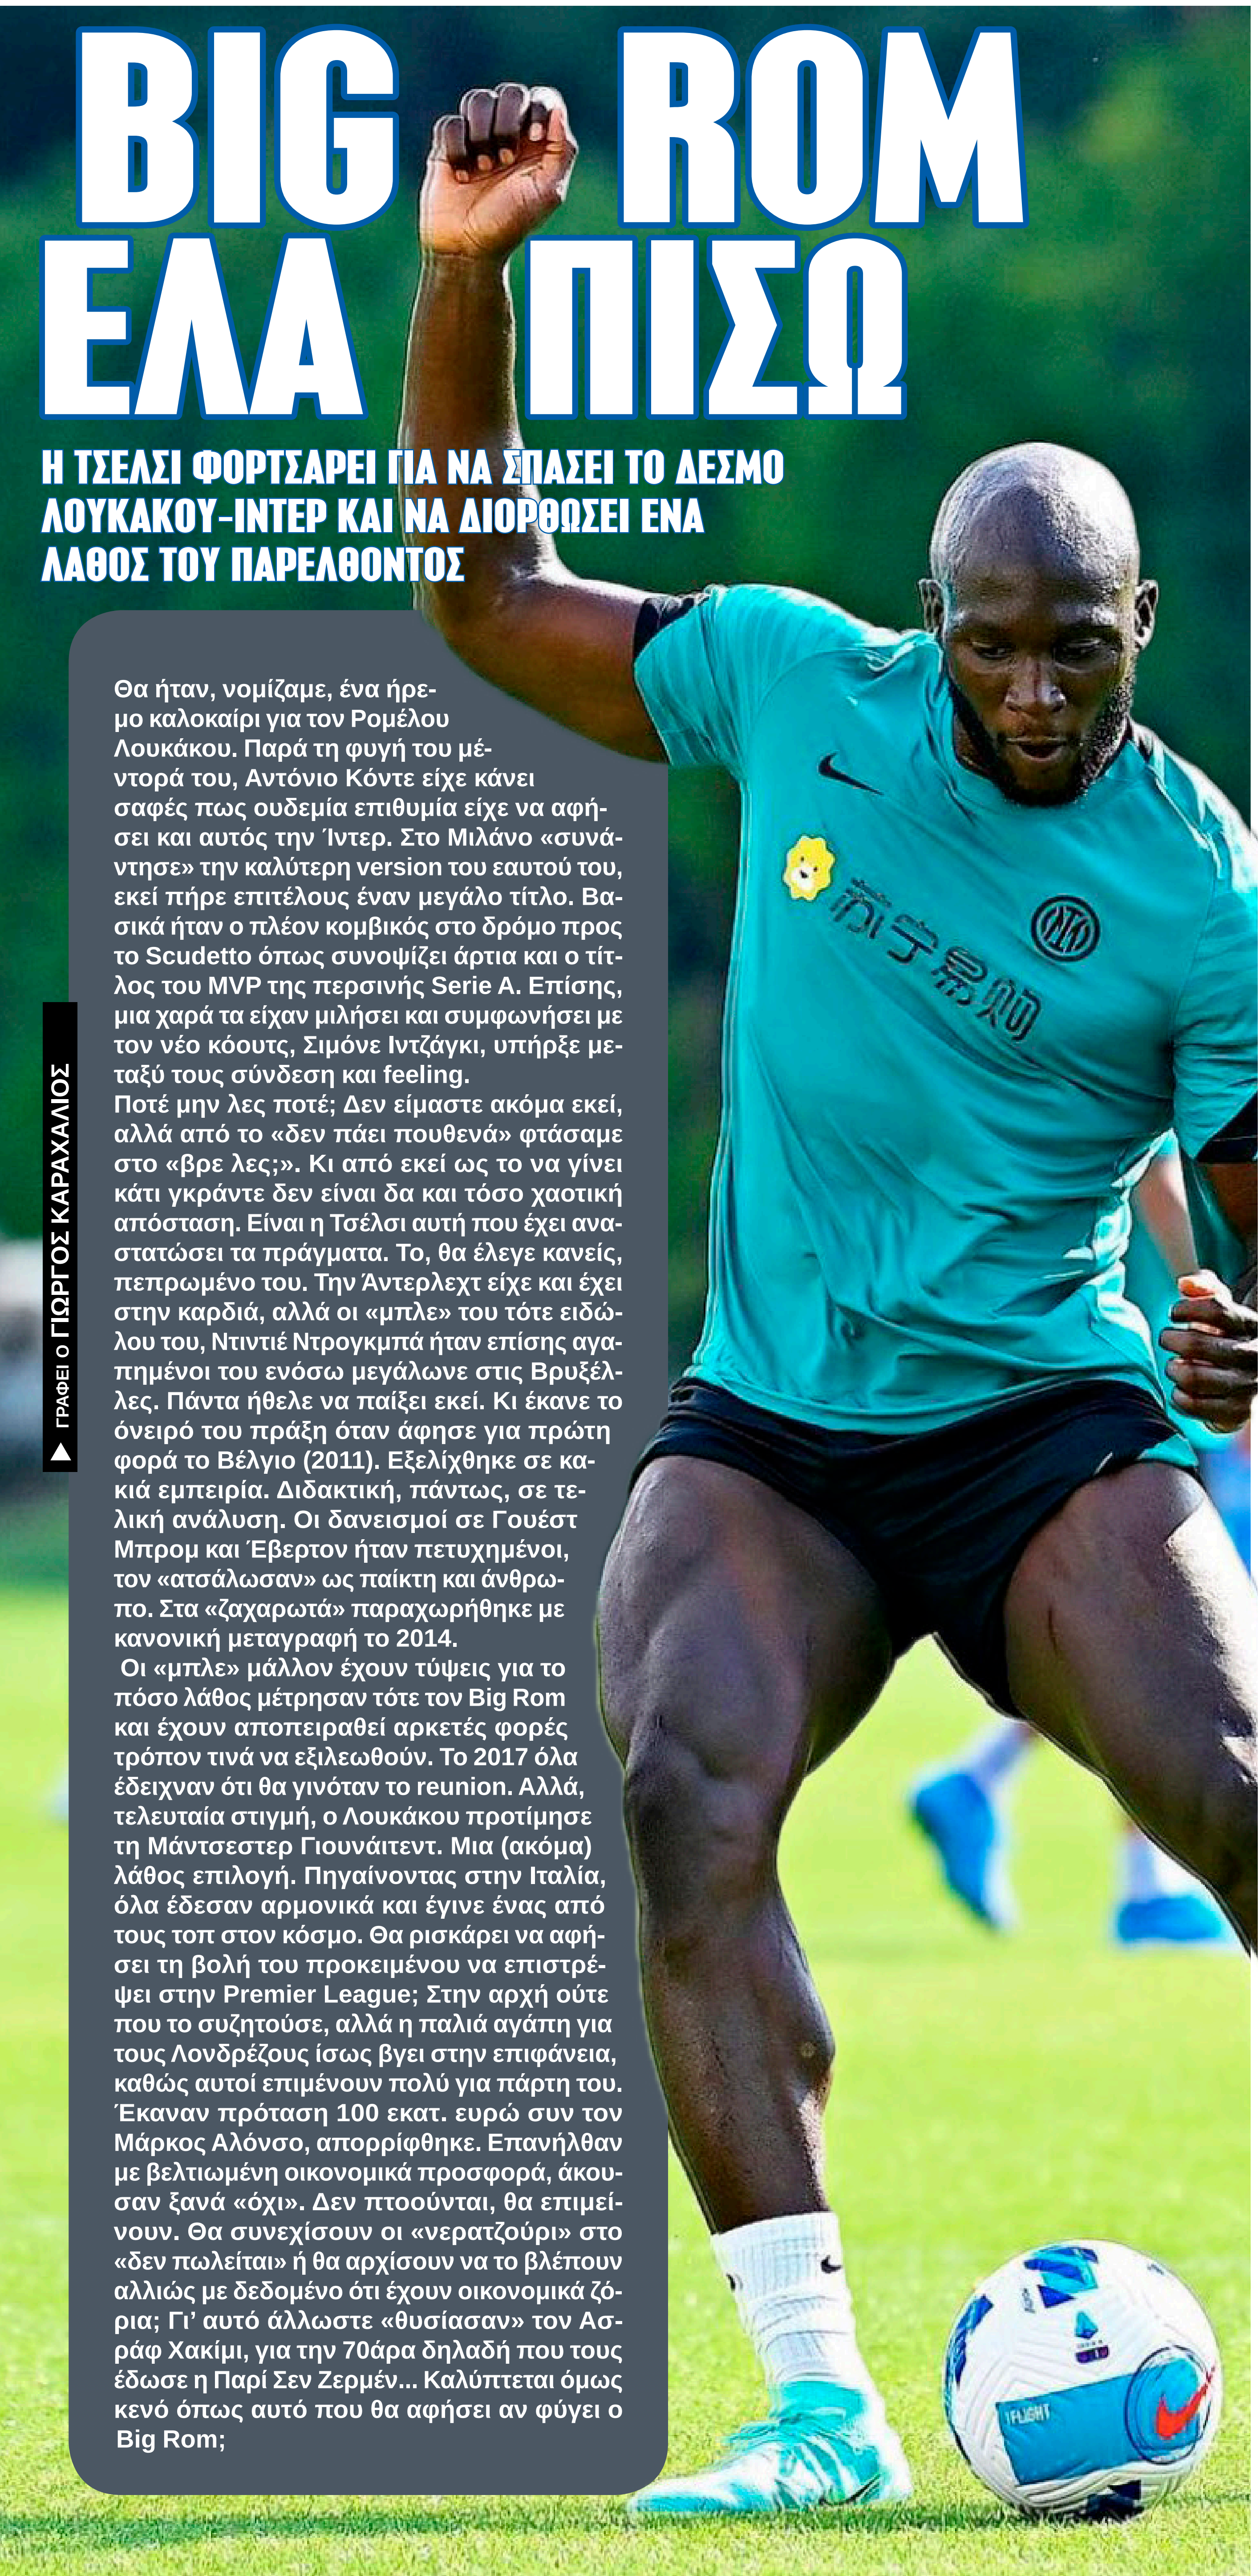 BIG ROM
ΕΛΑ ΠΙΣΩ
Η ΤΣΕΛΣΙ ΦΟΡΤΣΑΡΕΙ ΓΙΑ ΝΑ ΣΠΑΣΕΙ ΤΟ ΔΕΣΜΟ
ΛΟΥΚΑΚΟΥ-ΙΝΤΕΡ ΚΑΙ ΝΑ ΔΙΟΡΘΩΣΕΙ ΕΝΑ
ΛΑΘΟΣ ΤΟΥ ΠΑΡΕΛΘΟΝΤΟΣ
ΓΡΑΦΕΙ Ο ΓΙΩΡΓΟΣ ΚΑΡΑΧΑΛΙΟΣ
Θα ήταν, νομίζαμε, ένα ήρε-
μο καλοκαίρι για τον Ρομέλου
Λουκάκου. Παρά τη φυγή του μέ-
ντορά του, Αντόνιο Κόντε είχε κάνει
σαφές πως ουδεμία επιθυμία είχε να αφή-
σει και αυτός την Ίντερ. Στο Μιλάνο «συνά-
ντησε» την καλύτερη version του εαυτού του,
εκεί πήρε επιτέλους έναν μεγάλο τίτλο. Βα-
σικά ήταν ο πλέον κομβικός στο δρόμο προς
το Scudetto όπως συνοψίζει άρτια και ο τίτ-
λος του MVP της περσινής Serie A. Επίσης,
μια χαρά τα είχαν μιλήσει και συμφωνήσει με
τον νέο κόουτς, Σιμόνε Ιντζάγκι, υπήρξε με-
ταξύ τους σύνδεση και feeling.
Ποτέ μην λες ποτέ; Δεν είμαστε ακόμα εκεί,
αλλά από το «δεν πάει πουθενά» φτάσαμε
στο «βρε λες;». Κι από εκεί ως το να γίνει
κάτι γκράντε δεν είναι δα και τόσο χαοτική
απόσταση. Είναι η Τσέλσι αυτή που έχει ανα-
στατώσει τα πράγματα. Το, θα έλεγε κανείς,
πεπρωμένο του. Την Άντερλεχτ είχε και έχει
στην καρδιά, αλλά οι «μπλε» του τότε ειδώ-
λου του, Ντιντιέ Ντρογκμπά ήταν επίσης αγα-
πημένοι του ενόσω μεγάλωνε στις Βρυξέλ-
λες. Πάντα ήθελε να παίξει εκεί. Κι έκανε το
όνειρό του πράξη όταν άφησε για πρώτη
φορά το Βέλγιο (2011). Εξελίχθηκε σε κα-
κιά εμπειρία. Διδακτική, πάντως, σε τε-
λική ανάλυση. Οι δανεισμοί σε Γουέστ
Μπρομ και Έβερτον ήταν πετυχημένοι,
τον «ατσάλωσαν» ως παίκτη και άνθρω-
πο. Στα «ζαχαρωτά» παραχωρήθηκε με
κανονική μεταγραφή το 2014.
Οι «μπλε» μάλλον έχουν τύψεις για το
πόσο λάθος μέτρησαν τότε τον Big Rom
και έχουν αποπειραθεί αρκετές φορές
τρόπον τινά να εξιλεωθούν. Το 2017 όλα
έδειχναν ότι θα γινόταν το reunion. Αλλά,
τελευταία στιγμή, ο Λουκάκου προτίμησε
τη Μάντσεστερ Γιουνάιτεντ. Μια (ακόμα)
λάθος επιλογή. Πηγαίνοντας στην Ιταλία,
όλα έδεσαν αρμονικά και έγινε ένας από
τους τοπ στον κόσμο. Θα ρισκάρει να αφή-
σει τη βολή του προκειμένου να επιστρέ-
ψει στην Premier League; Στην αρχή ούτε
που το συζητούσε, αλλά η παλιά αγάπη για
τους Λονδρέζους ίσως βγει στην επιφάνεια,
καθώς αυτοί επιμένουν πολύ για πάρτη του.
Έκαναν πρόταση 100 εκατ. ευρώ συν τον
Μάρκος Αλόνσο, απορρίφθηκε. Επανήλθαν
με βελτιωμένη οικονομικά προσφορά, άκου-
σαν ξανά «όχι». Δεν πτοούνται, θα επιμεί-
νουν. Θα συνεχίσουν οι «νερατζούρι» στο
«δεν πωλείται» ή θα αρχίσουν να το βλέπουν
αλλιώς με δεδομένο ότι έχουν οικονομικά ζό-
ρια; Γι’ αυτό άλλωστε «θυσίασαν» τον Ασ-
ράφ Χακίμι, για την 70άρα δηλαδή που τους
έδωσε η Παρί Σεν Ζερμέν... Καλύπτεται όμως
κενό όπως αυτό που θα αφήσει αν φύγει ο
Big Rom;
FLIGHT